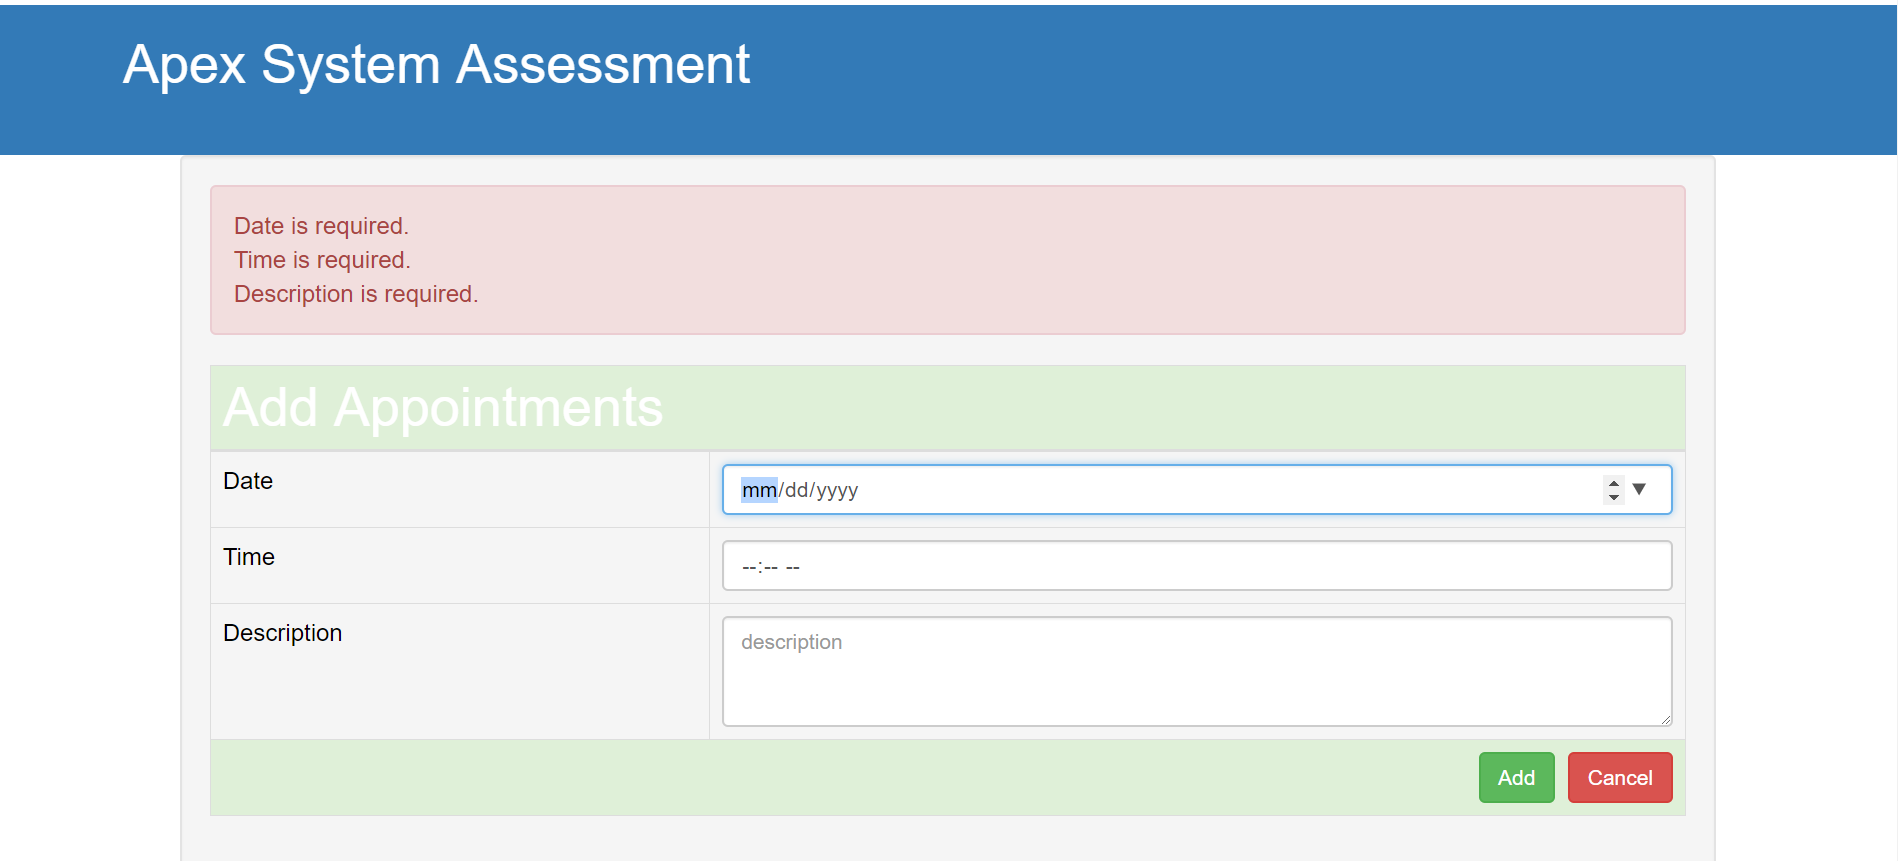 Apex System Assessment
Date is required.
Time is required.
Description is required.
Add Appointments
Date
mm/dd/yyyy
Time
--:-- --
Description
description
Add
Cancel